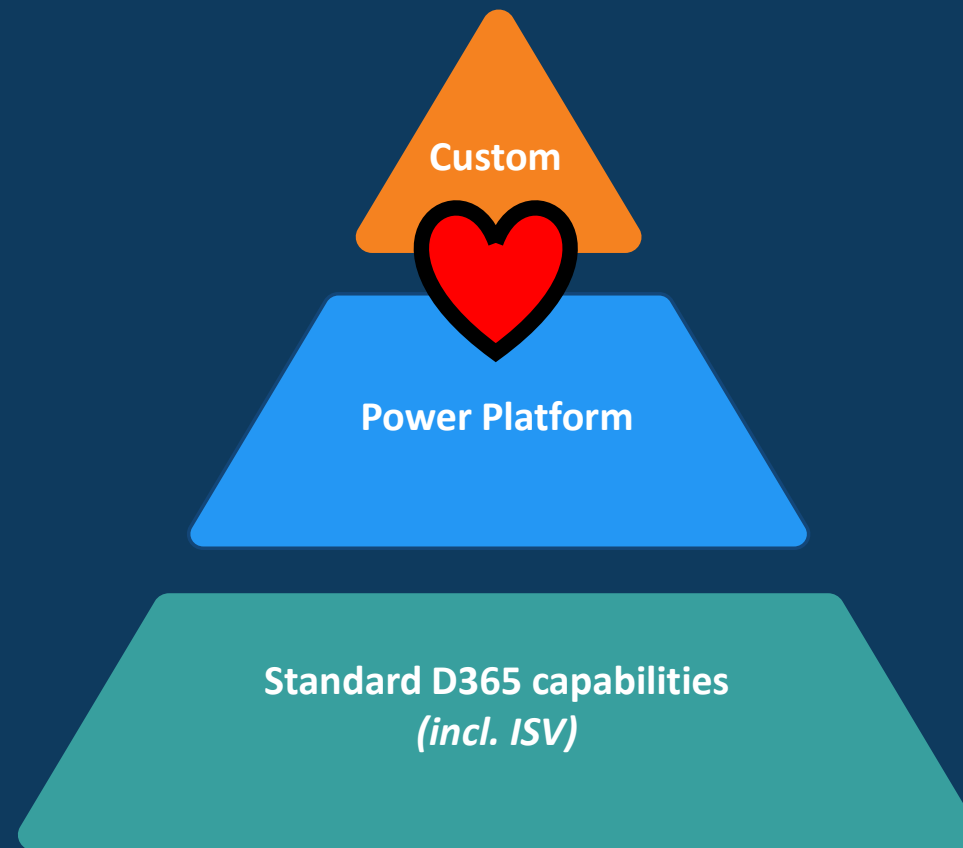 Custom
Power Platform
Standard D365 capabilities
(incl. ISV)